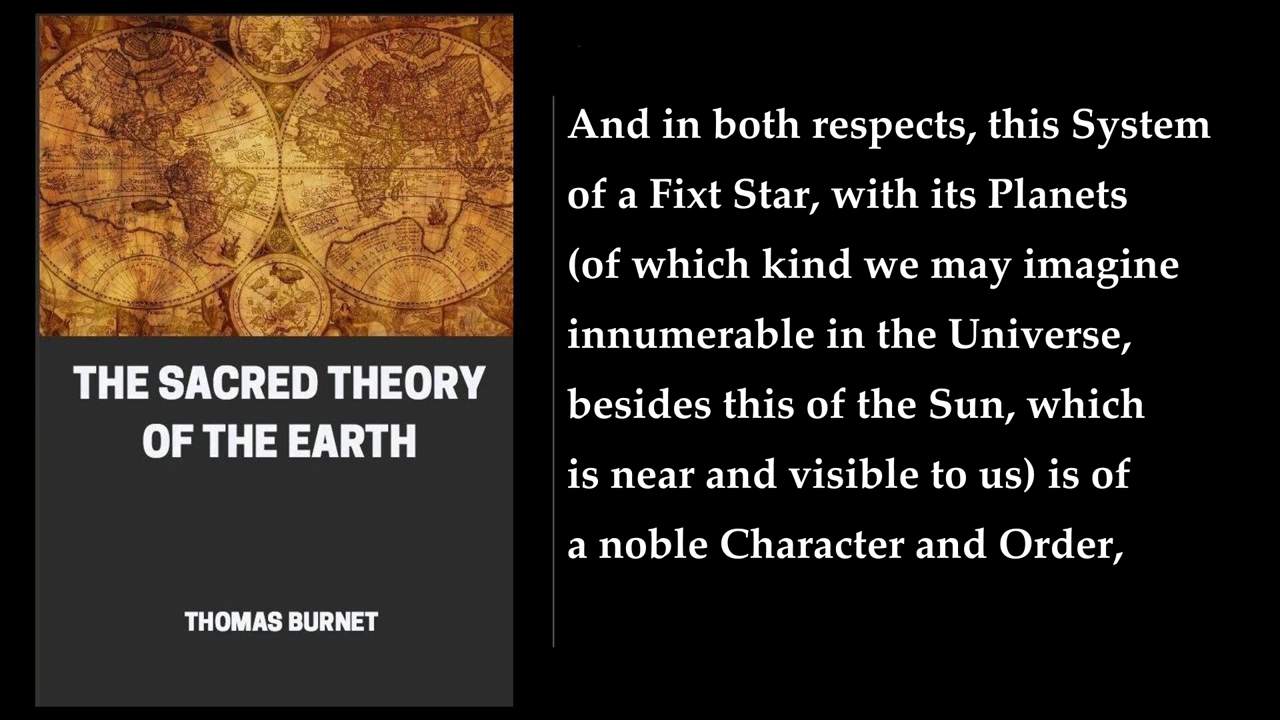 THE SACRED THEORY
OF THE EARTH
THOMAS BURNET
And in both respects, this System
of a Fixt Star, with its Planets
(of which kind we may imagine
innumerable in the Universe,
besides this of the Sun, which
is near and visible to us) is of
a noble Character and Order,